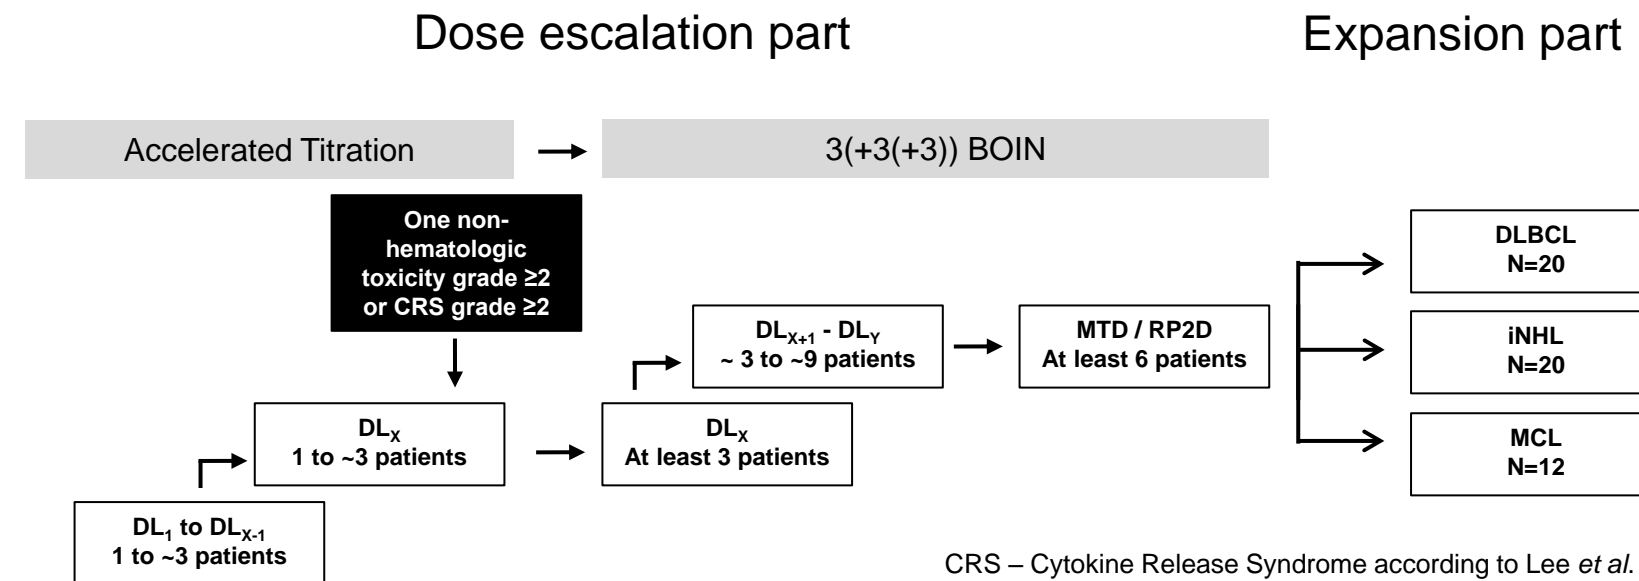 Dose escalation part
Expansion part
Accelerated Titration
3(+3(+3)) BOIN
One non-
hematologic
toxicity grade ≥2
or CRS grade ≥2
DL1 to DLX-1
1 to ~3 patients
DLX
1 to ~3 patients
DLX
At least 3 patients
DLX+1 - DLY
~ 3 to ~9 patients
MTD / RP2D
At least 6 patients
DLBCL
N=20
iNHL
N=20
MCL
N=12
CRS – Cytokine Release Syndrome according to Lee et al.